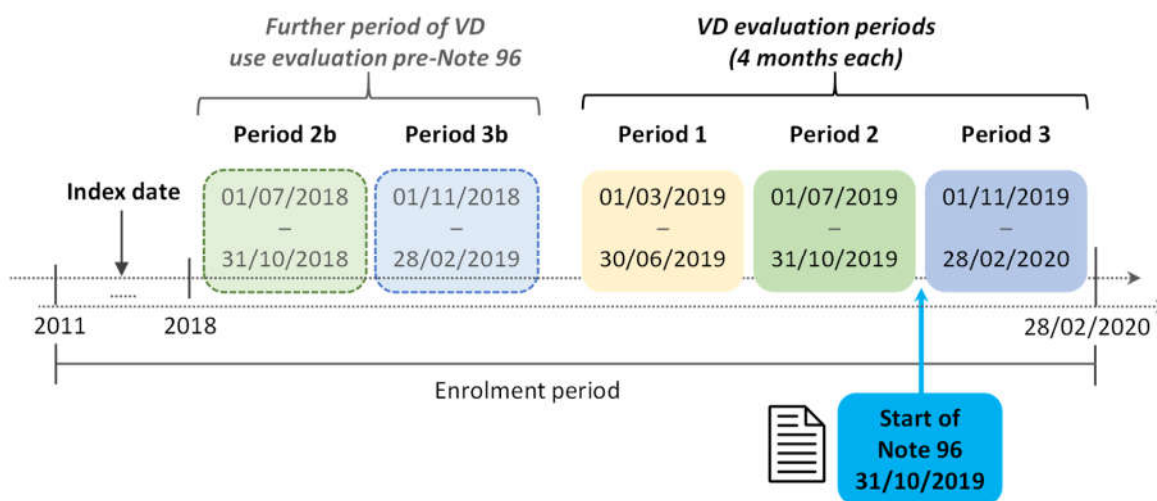 Further period of VD
use evaluation pre-Note 96
VD evaluation periods
(4 months each)
Period 2b
Period 3b
Period 1
Period 2
Period 3
Index date
01/07/2018
–
31/10/2018
01/11/2018
–
28/02/2019
01/03/2019
–
30/06/2019
01/07/2019
–
31/10/2019
01/11/2019
–
28/02/2020
.....
2011
2018
28/02/2020
Enrolment period
Start of
Note 96
31/10/2019